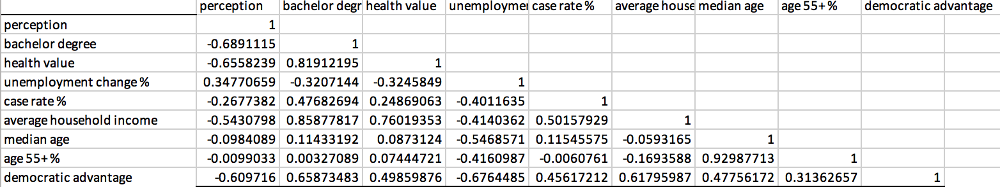 perception bachelor degr health value unemploymer case rate % average house median age age 55+ % democratic advantage
perception 1
bachelor degree -0.6891115 1
health value -0.6558239 0.81912195 1
unemployment change % 0.34770659 -0.3207144 -0.3245849 1
case rate % -0.2677382 0.47682694 0.24869063 -0.4011635 1
average household income -0.5430798 0.85877817 0.76019353 -0.4140362 0.50157929 1
median age -0.0984089 0.11433192 0.0873124 -0.5468571 0.11545575 -0.0593165 1
age 55+ % -0.0099033 0.00327089 0.07444721 -0.4160987 -0.0060761 -0.1693588 0.92987713 1
democratic advantage -0.609716 0.65873483 0.49859876 -0.6764485 0.45617212 0.61795987 0.47756172 0.31362657 1